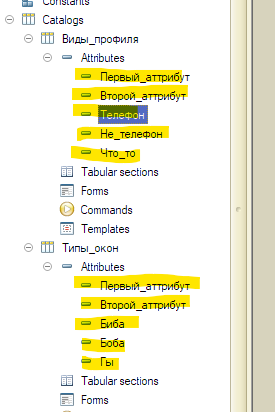 Constants
Catalogs
Виды_профиля
Attributes
Первый_аттрибут
Второй_аттрибут
Телефон
Не_телефон
Что_то
Tabular sections
Forms
Commands
Templates
Типы_окон
Attributes
Первый_аттрибут
Второй_аттрибут
Биба
Боба
Гы
Tabular sections
Forms